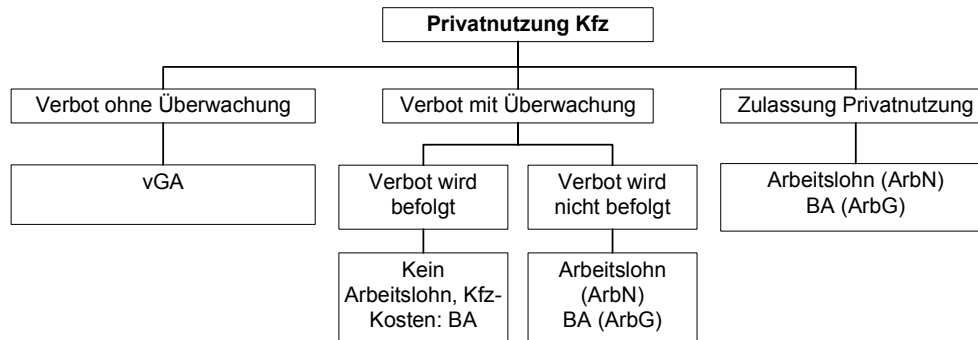 Privatnutzung Kfz
Verbot ohne Überwachung
Verbot mit Überwachung
Zulassung Privatnutzung
vGA
Verbot wird
befolgt
Verbot wird
nicht befolgt
Arbeitslohn (ArbN)
BA (ArbG)
Kein
Arbeitslohn, Kfz-
Kosten: BA
Arbeitslohn
(ArbN)
BA (ArbG)